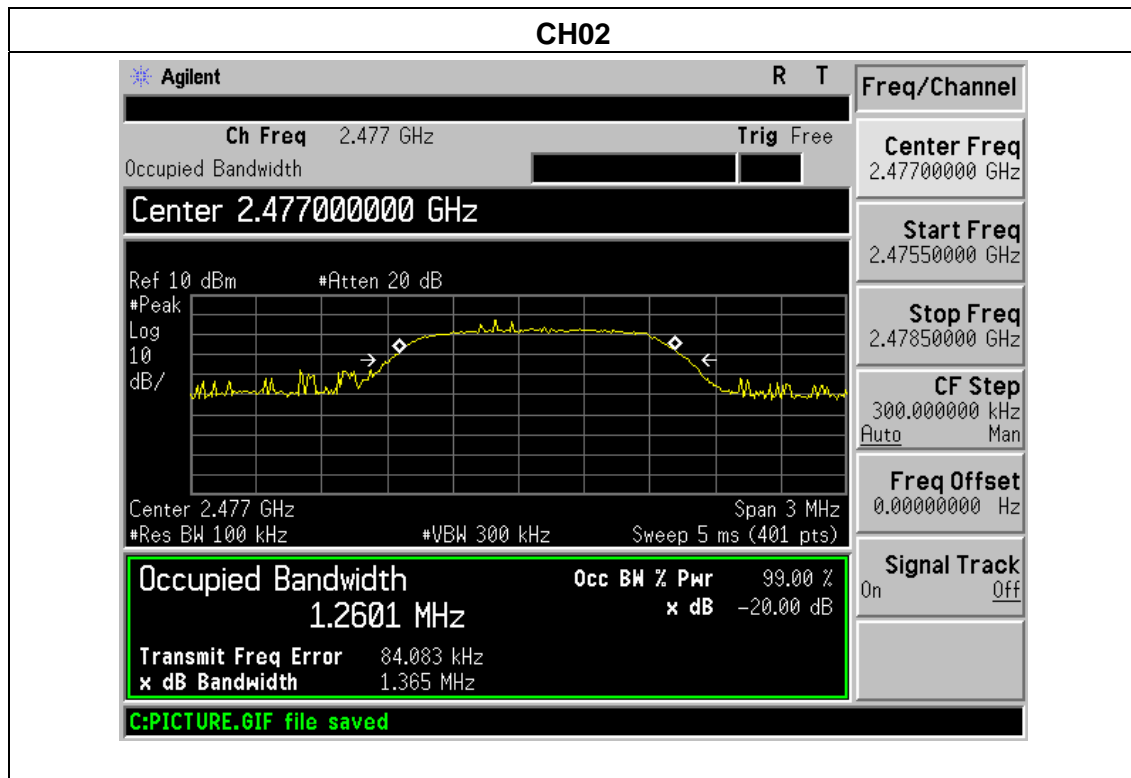 CH02
Agilent R T
Ch Freq 2.477 GHz Trig Free
Occupied Bandwidth
Center 2.477000000 GHz
Ref 10 dBm #Atten 20 dB
#Peak
Log
10
dB/
Center 2.477 GHz Span 3 MHz
#Res BW 100 kHz #VBW 300 kHz Sweep 5 ms (401 pts)
Occupied Bandwidth Occ BW % Pwr 99.00 %
1.2601 MHz x dB -20.00 dB
Transmit Freq Error 84.083 kHz
x dB Bandwidth 1.365 MHz
C:PICTURE.GIF file saved
Freq/Channel
Center Freq
2.47700000 GHz
Start Freq
2.47550000 GHz
Stop Freq
2.47850000 GHz
CF Step
300.000000 kHz
Auto Man
Freq Offset
0.00000000 Hz
Signal Track
On Off